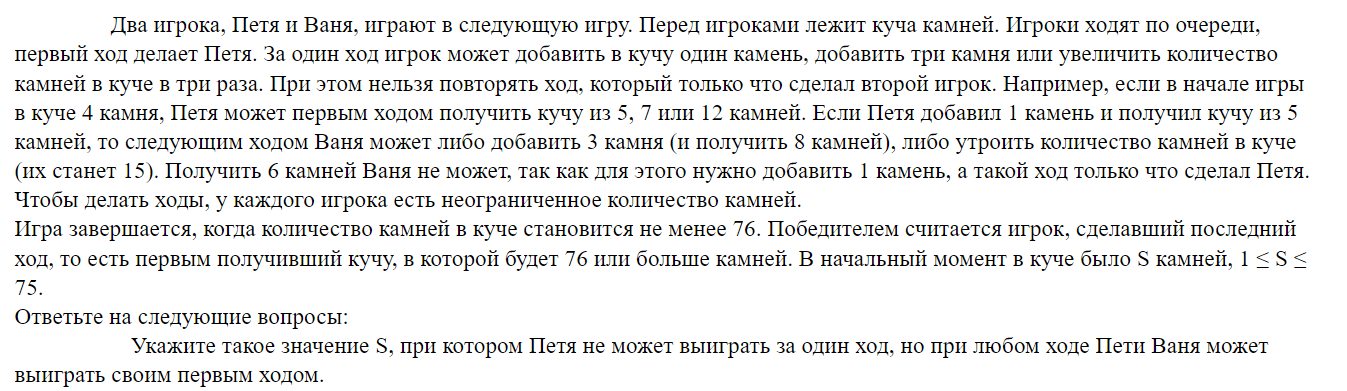 Два игрока, Петя и Ваня, играют в следующую игру. Перед игроками лежит куча камней. Игроки ходят по очереди,
первый ход делает Петя. За один ход игрок может добавить в кучу один камень, добавить три камня или увеличить количество
камней в куче в три раза. При этом нельзя повторять ход, который только что сделал второй игрок. Например, если в начале игры
в куче 4 камня, Петя может первым ходом получить кучу из 5, 7 или 12 камней. Если Петя добавил 1 камень и получил кучу из 5
камней, то следующим ходом Ваня может либо добавить 3 камня (и получить 8 камней), либо утроить количество камней в куче
(их станет 15). Получить 6 камней Ваня не может, так как для этого нужно добавить 1 камень, а такой ход только что сделал Петя.
Чтобы делать ходы, у каждого игрока есть неограниченное количество камней.
Игра завершается, когда количество камней в куче становится не менее 76. Победителем считается игрок, сделавший последний
ход, то есть первым получивший кучу, в которой будет 76 или больше камней. В начальный момент в куче было S камней, 1 ≤ S ≤
75.
Ответьте на следующие вопросы:
Укажите такое значение S, при котором Петя не может выиграть за один ход, но при любом ходе Пети Ваня может
выиграть своим первым ходом.